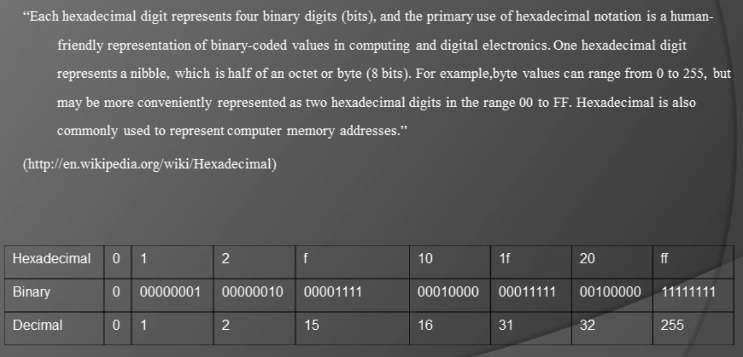 “Each hexadecimal digit represents four binary digits (bits), and the primary use of hexadecimal notation is a human-
friendly representation of binary-coded values in computing and digital electronics. One hexadecimal digit
represents a nibble, which is half of an octet or byte (8 bits). For example,byte values can range from 0 to 255, but
may be more conveniently represented as two hexadecimal digits in the range 00 to FF. Hexadecimal is also
commonly used to represent computer memory addresses.”
(http://en.wikipedia.org/wiki/Hexadecimal)
Hexadecimal 0 1 2 f 10 1f 20 ff
Binary 0 00000001 00000010 00001111 00010000 00011111 00100000 11111111
Decimal 0 1 2 15 16 31 32 255